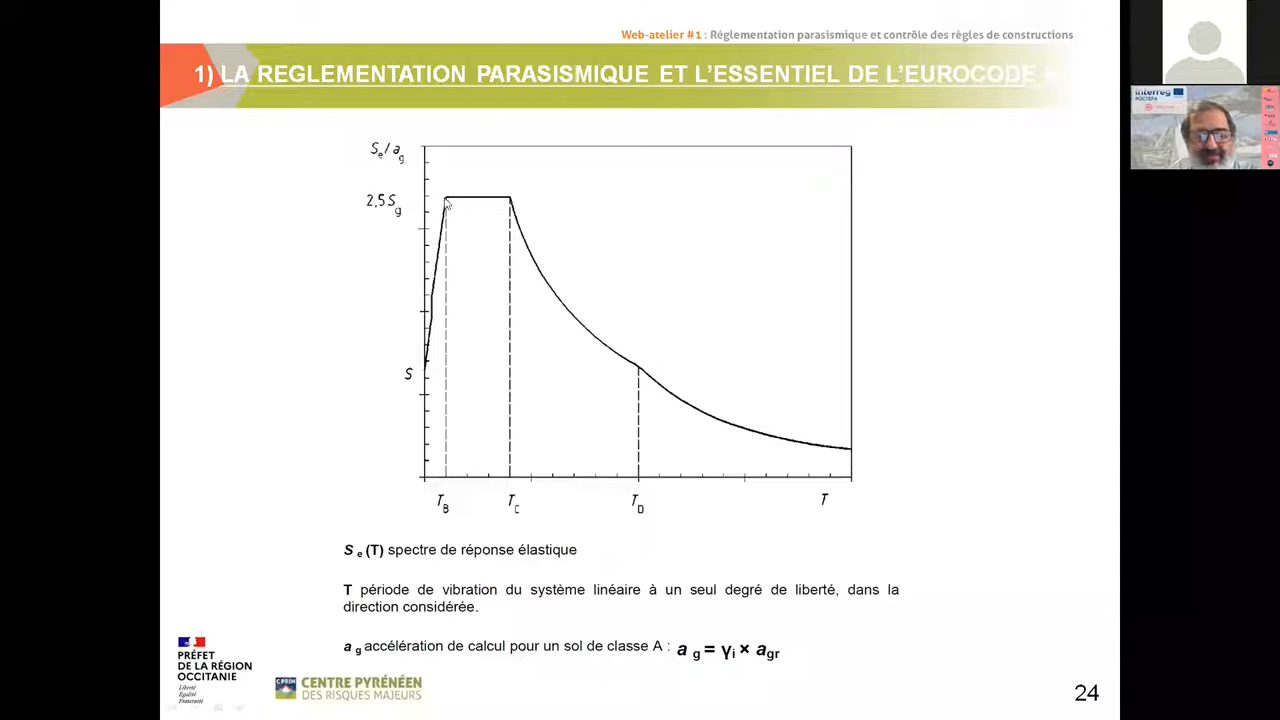 Web-atelier #1 : Réglementation parasismique et contrôle des règles de constructions
1) LA REGLEMENTATION PARASISMIQUE ET L'ESSENTIEL DE L'EUROCODE
Se/ag
2,5Sg
S
TB TC TD T
S e (T) spectre de réponse élastique
T période de vibration du système linéaire à un seul degré de liberté, dans la
direction considérée.
a g accélération de calcul pour un sol de classe A : a g = γi × agr
PRÉFET
DE LA RÉGION
OCCITANIE
Liberté
Égalité
Fraternité
CPRIM
CENTRE PYRÉNÉEN
DES RISQUES MAJEURS
24
Interreg
POCTEFA